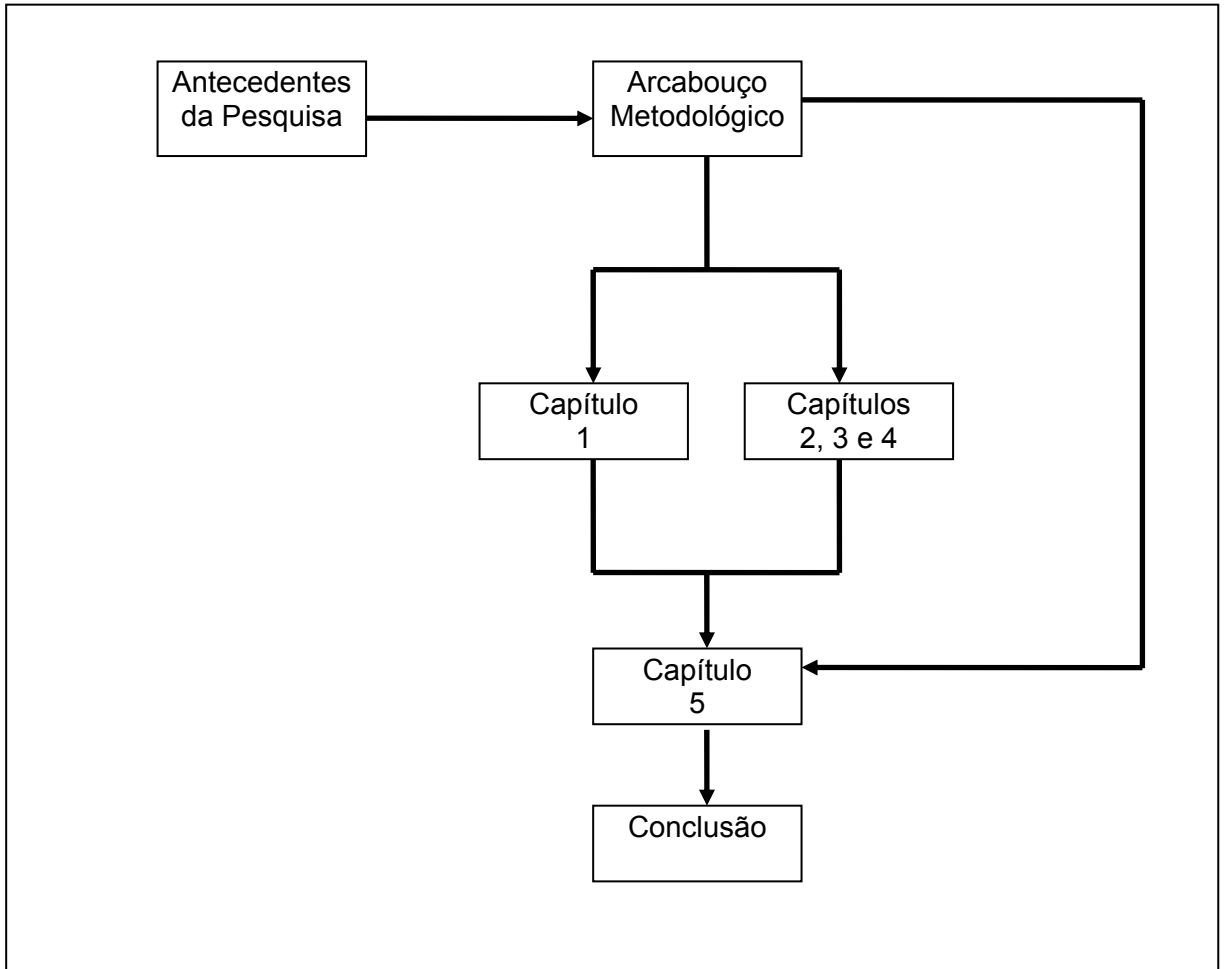 Antecedentes
da Pesquisa
Arcabouço
Metodológico
Capítulo
1
Capítulos
2, 3 e 4
Capítulo
5
Conclusão